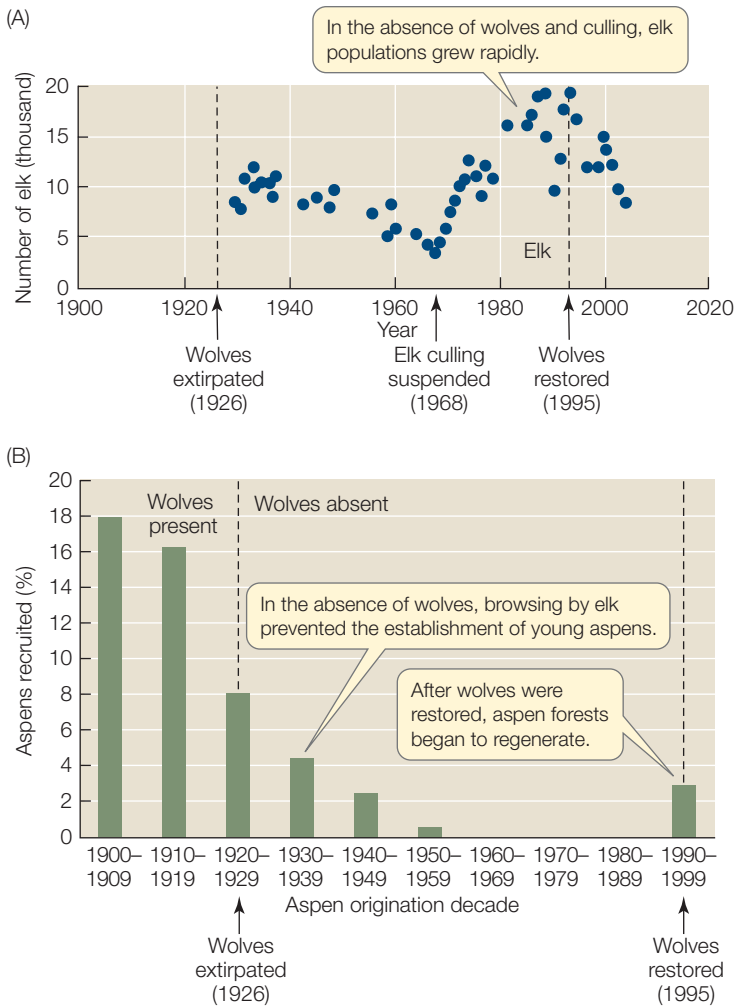 (A)
In the absence of wolves and culling, elk
populations grew rapidly.
Number of elk (thousand)
20
15
10
5
0
Elk
1900
1920
1940
1960
1980
2000
2020
Year
Wolves
extirpated
(1926)
Elk culling
suspended
(1968)
Wolves
restored
(1995)
(B)
Aspens recruited (%)
20
18
16
14
12
10
8
6
4
2
0
Wolves
present
Wolves absent
In the absence of wolves, browsing by elk
prevented the establishment of young aspens.
After wolves were
restored, aspen forests
began to regenerate.
1900–
1909
1910–
1919
1920–
1929
1930–
1939
1940–
1949
1950–
1959
1960–
1969
1970–
1979
1980–
1989
1990–
1999
Aspen origination decade
Wolves
extirpated
(1926)
Wolves
restored
(1995)